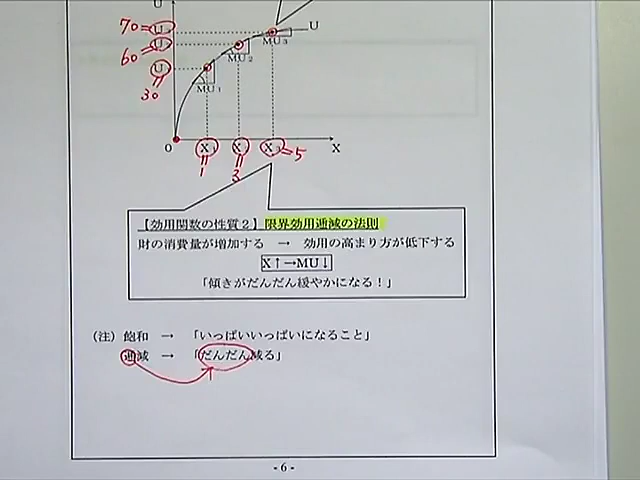 U
70= U
U
60
U
MU3
MU2
30
MU1
0 X X X =5 X
1 3
【効用関数の性質2】限界効用逓減の法則
財の消費量が増加する → 効用の高まり方が低下する
X↑→MU↓
「傾きがだんだん緩やかになる！」
(注) 飽和 → 「いっぱいいっぱいになること」
逓減 → 「だんだん減る」
- 6 -